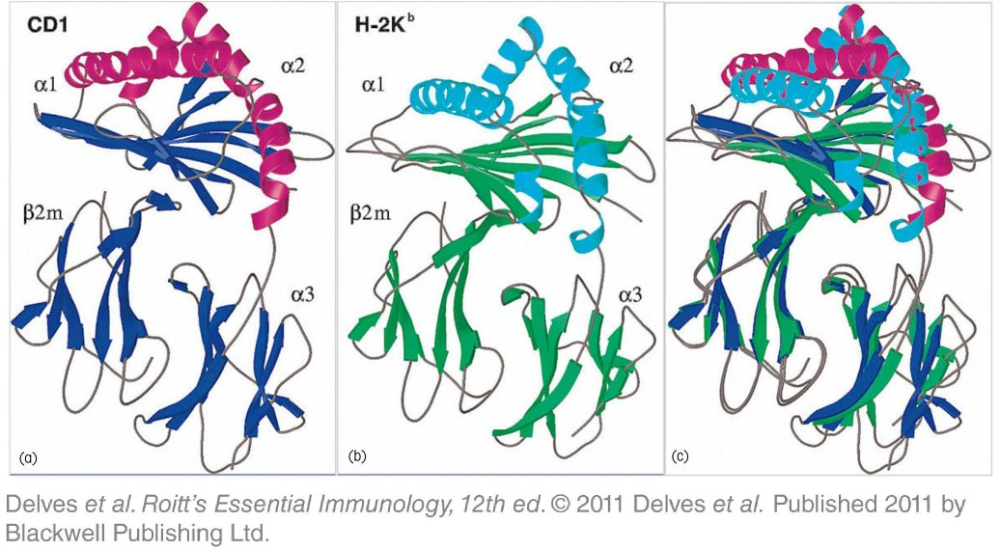 CD1
α1
α2
β2m
α3
(a)
H-2Kᵇ
α1
α2
β2m
α3
(b)
(c)
Delves et al. Roitt’s Essential Immunology, 12th ed. © 2011 Delves et al. Published 2011 by
Blackwell Publishing Ltd.